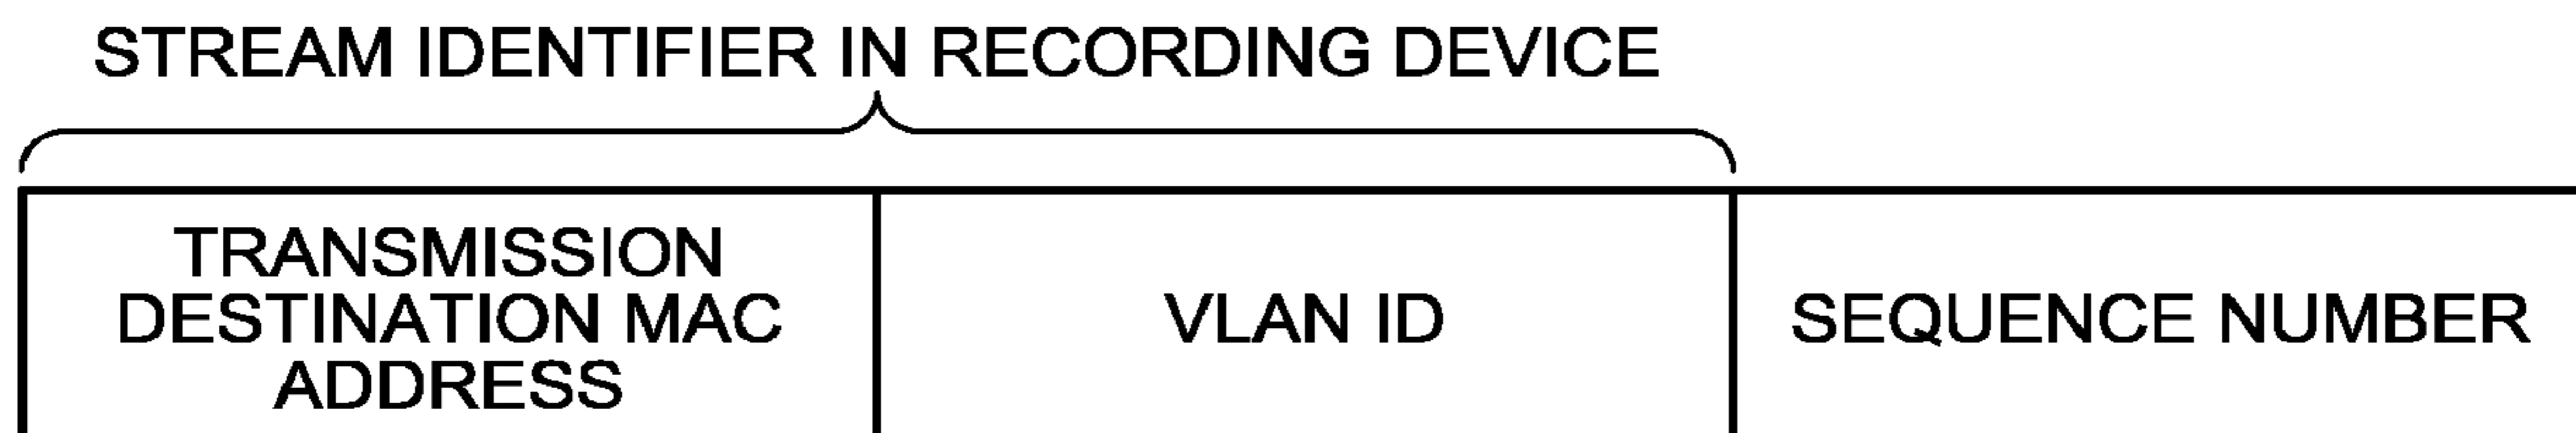 STREAM IDENTIFIER IN RECORDING DEVICE
TRANSMISSION
DESTINATION MAC
ADDRESS
VLAN ID
SEQUENCE NUMBER